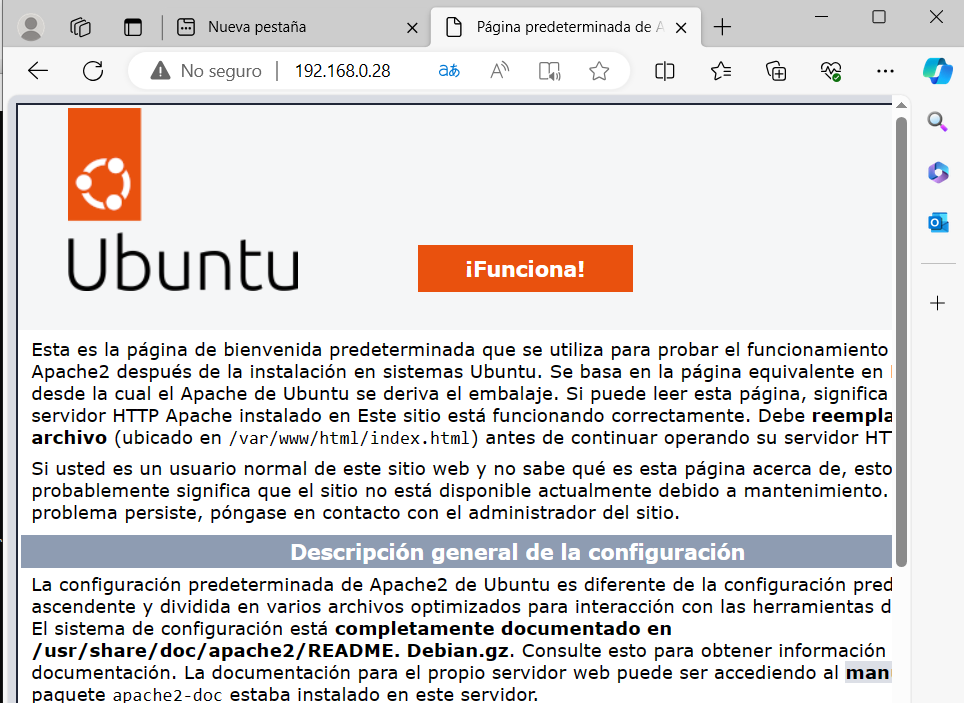 Nueva pestaña
Página predeterminada de A
No seguro
192.168.0.28
Ubuntu
¡Funciona!
Esta es la página de bienvenida predeterminada que se utiliza para probar el funcionamiento
Apache2 después de la instalación en sistemas Ubuntu. Se basa en la página equivalente en
desde la cual el Apache de Ubuntu se deriva el embalaje. Si puede leer esta página, significa
servidor HTTP Apache instalado en Este sitio está funcionando correctamente. Debe reempla
archivo (ubicado en /var/www/html/index.html) antes de continuar operando su servidor HT
Si usted es un usuario normal de este sitio web y no sabe qué es esta página acerca de, esto
probablemente significa que el sitio no está disponible actualmente debido a mantenimiento.
problema persiste, póngase en contacto con el administrador del sitio.
Descripción general de la configuración
La configuración predeterminada de Apache2 de Ubuntu es diferente de la configuración pred
ascendente y dividida en varios archivos optimizados para interacción con las herramientas d
El sistema de configuración está completamente documentado en
/usr/share/doc/apache2/README. Debian.gz. Consulte esto para obtener información
documentación. La documentación para el propio servidor web puede ser accediendo al man
paquete apache2-doc estaba instalado en este servidor.